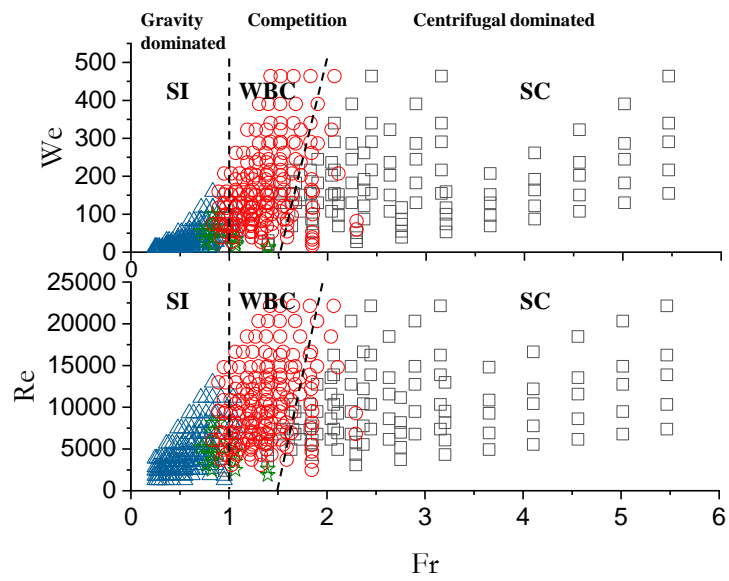 Gravity dominated
Competition
Centrifugal dominated
500
400
300
200
100
0
We
SI
WBC
SC
0
25000
20000
15000
10000
5000
0
Re
SI
WBC
SC
0 1 2 3 4 5 6
Fr